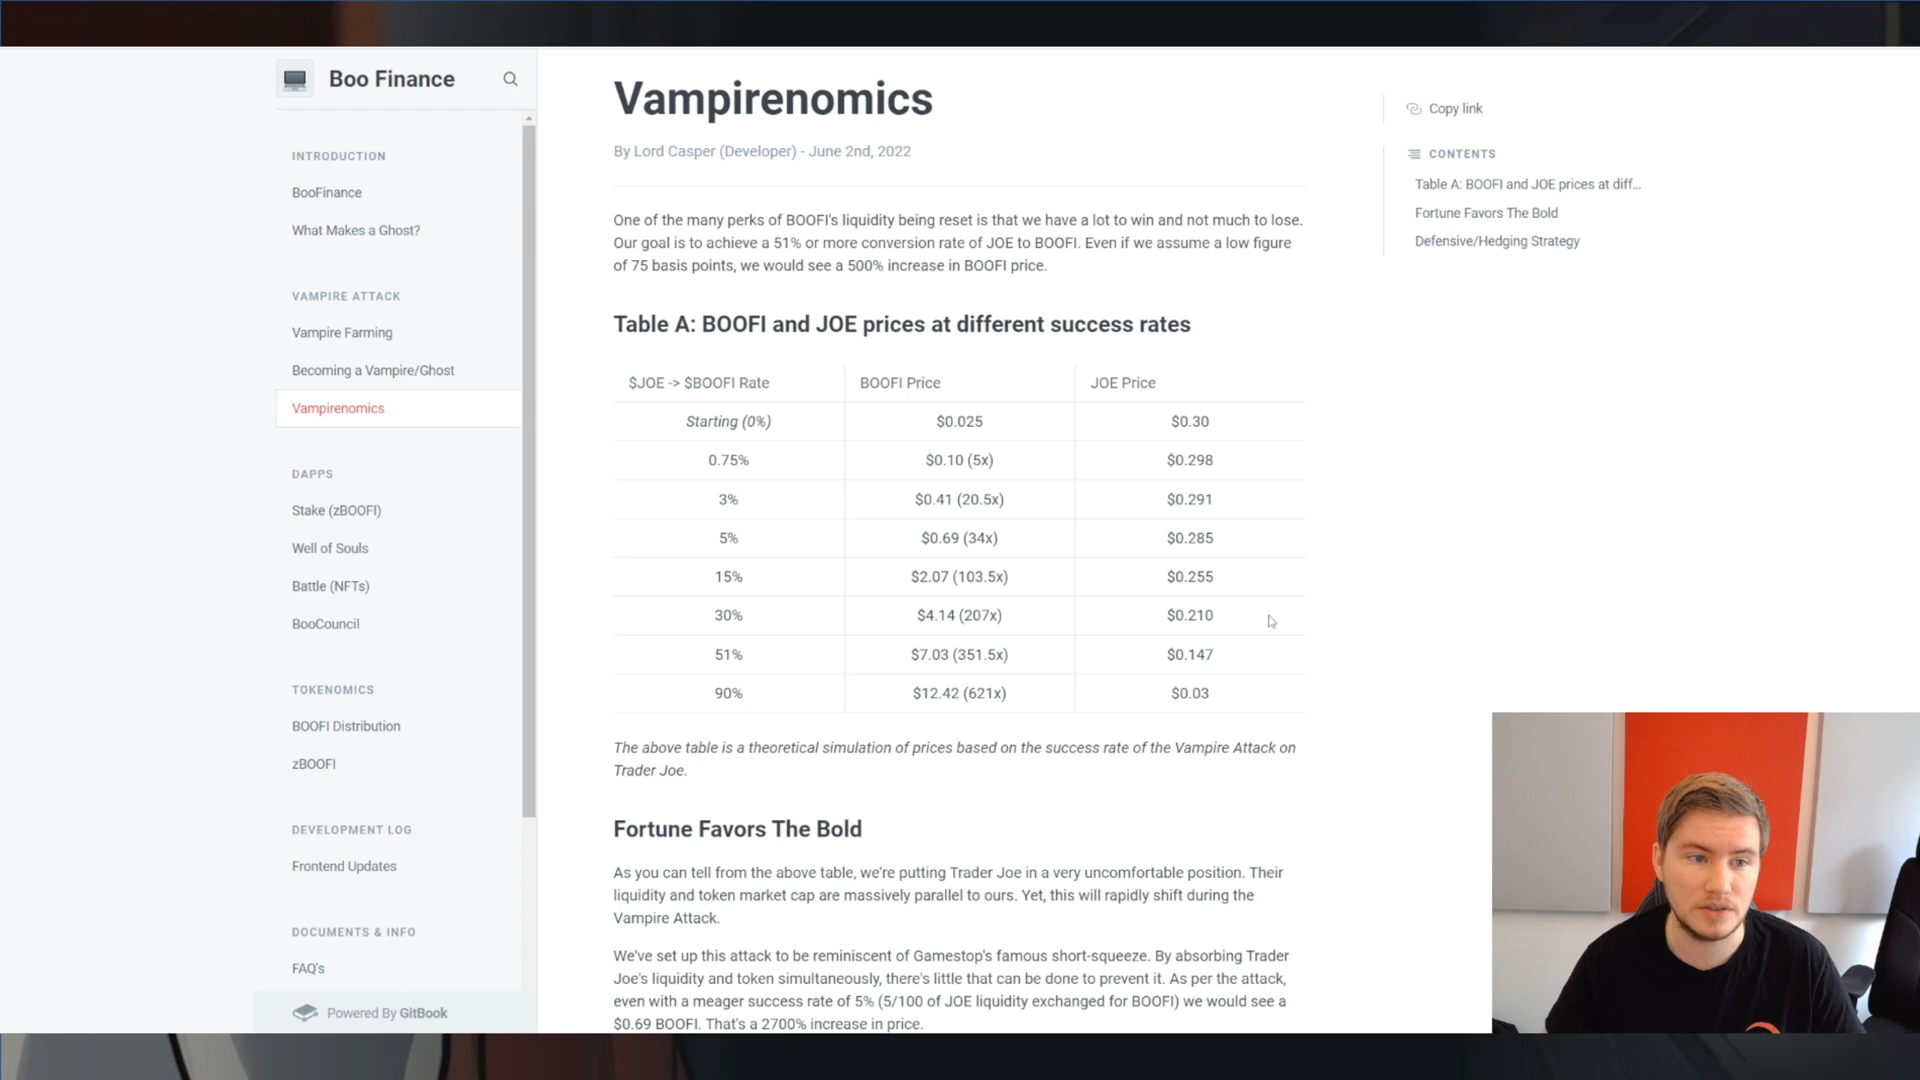 Boo Finance
INTRODUCTION
BooFinance
What Makes a Ghost?
VAMPIRE ATTACK
Vampire Farming
Becoming a Vampire/Ghost
Vampirenomics
DAPPS
Stake (zBOOFI)
Well of Souls
Battle (NFTs)
BooCouncil
TOKENOMICS
BOOFI Distribution
zBOOFI
DEVELOPMENT LOG
Frontend Updates
DOCUMENTS & INFO
FAQ's
Powered By GitBook
Vampirenomics
By Lord Casper (Developer) - June 2nd, 2022
One of the many perks of BOOFI's liquidity being reset is that we have a lot to win and not much to lose.
Our goal is to achieve a 51% or more conversion rate of JOE to BOOFI. Even if we assume a low figure
of 75 basis points, we would see a 500% increase in BOOFI price.
Table A: BOOFI and JOE prices at different success rates
$JOE -> $BOOFI Rate BOOFI Price JOE Price
Starting (0%) $0.025 $0.30
0.75% $0.10 (5x) $0.298
3% $0.41 (20.5x) $0.291
5% $0.69 (34x) $0.285
15% $2.07 (103.5x) $0.255
30% $4.14 (207x) $0.210
51% $7.03 (351.5x) $0.147
90% $12.42 (621x) $0.03
The above table is a theoretical simulation of prices based on the success rate of the Vampire Attack on
Trader Joe.
Fortune Favors The Bold
As you can tell from the above table, we're putting Trader Joe in a very uncomfortable position. Their
liquidity and token market cap are massively parallel to ours. Yet, this will rapidly shift during the
Vampire Attack.
We've set up this attack to be reminiscent of Gamestop's famous short-squeeze. By absorbing Trader
Joe's liquidity and token simultaneously, there's little that can be done to prevent it. As per the attack,
even with a meager success rate of 5% (5/100 of JOE liquidity exchanged for BOOFI) we would see a
$0.69 BOOFI. That's a 2700% increase in price.
Copy link
CONTENTS
Table A: BOOFI and JOE prices at diff...
Fortune Favors The Bold
Defensive/Hedging Strategy